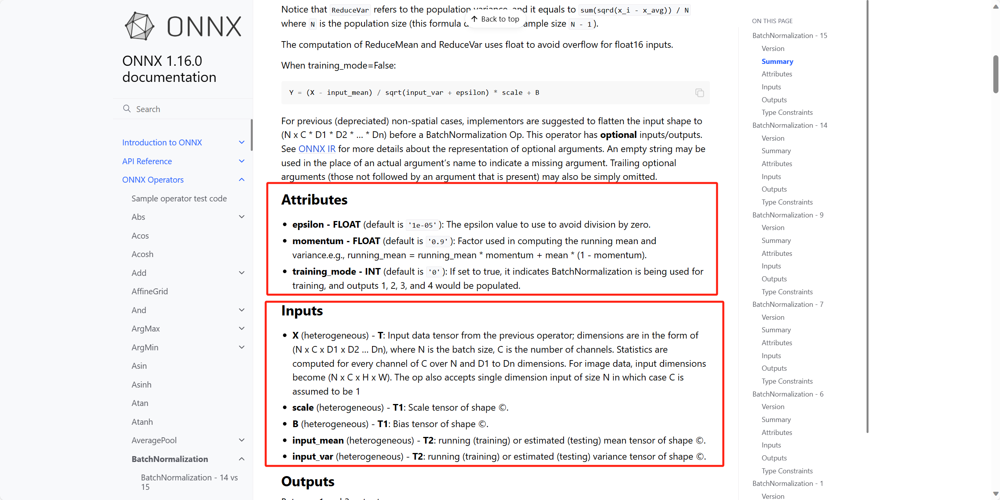 ONNX
ONNX 1.16.0
documentation
Search
Introduction to ONNX
API Reference
ONNX Operators
Sample operator test code
Abs
Acos
Acosh
Add
AffineGrid
And
ArgMax
ArgMin
Asin
Asinh
Atan
Atanh
AveragePool
BatchNormalization
BatchNormalization - 14 vs
15
Notice that ReduceVar refers to the population variance, and it equals to sum(sqrd(x_i - x_avg)) / N
Back to top
where N is the population size (this formula ample size N - 1).
The computation of ReduceMean and ReduceVar uses float to avoid overflow for float16 inputs.
When training_mode=False:
Y = (X - input_mean) / sqrt(input_var + epsilon) * scale + B
For previous (depreciated) non-spatial cases, implementors are suggested to flatten the input shape to
(N x C * D1 * D2 * … * Dn) before a BatchNormalization Op. This operator has optional inputs/outputs.
See ONNX IR for more details about the representation of optional arguments. An empty string may be
used in the place of an actual argument’s name to indicate a missing argument. Trailing optional
arguments (those not followed by an argument that is present) may also be simply omitted.
Attributes
• epsilon - FLOAT (default is '1e-05'): The epsilon value to use to avoid division by zero.
• momentum - FLOAT (default is '0.9'): Factor used in computing the running mean and
variance.e.g., running_mean = running_mean * momentum + mean * (1 - momentum).
• training_mode - INT (default is '0'): If set to true, it indicates BatchNormalization is being used for
training, and outputs 1, 2, 3, and 4 would be populated.
Inputs
• X (heterogeneous) - T: Input data tensor from the previous operator; dimensions are in the form of
(N x C x D1 x D2 … Dn), where N is the batch size, C is the number of channels. Statistics are
computed for every channel of C over N and D1 to Dn dimensions. For image data, input dimensions
become (N x C x H x W). The op also accepts single dimension input of size N in which case C is
assumed to be 1
• scale (heterogeneous) - T1: Scale tensor of shape ©.
• B (heterogeneous) - T1: Bias tensor of shape ©.
• input_mean (heterogeneous) - T2: running (training) or estimated (testing) mean tensor of shape ©.
• input_var (heterogeneous) - T2: running (training) or estimated (testing) variance tensor of shape ©.
Outputs
ON THIS PAGE
BatchNormalization - 15
Version
Summary
Attributes
Inputs
Outputs
Type Constraints
BatchNormalization - 14
Version
Summary
Attributes
Inputs
Outputs
Type Constraints
BatchNormalization - 9
Version
Summary
Attributes
Inputs
Outputs
Type Constraints
BatchNormalization - 7
Version
Summary
Attributes
Inputs
Outputs
Type Constraints
BatchNormalization - 6
Version
Summary
Attributes
Inputs
Outputs
Type Constraints
BatchNormalization - 1
Version